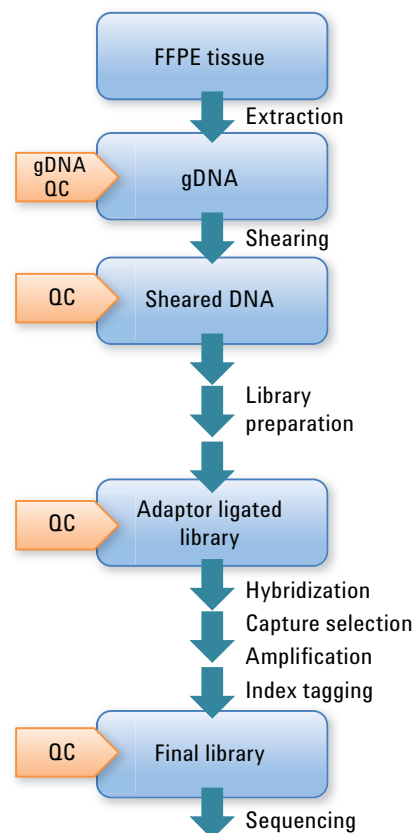 FFPE tissue
Extraction
gDNA
QC
gDNA
Shearing
QC
Sheared DNA
Library
preparation
QC
Adaptor ligated
library
Hybridization
Capture selection
Amplification
Index tagging
QC
Final library
Sequencing